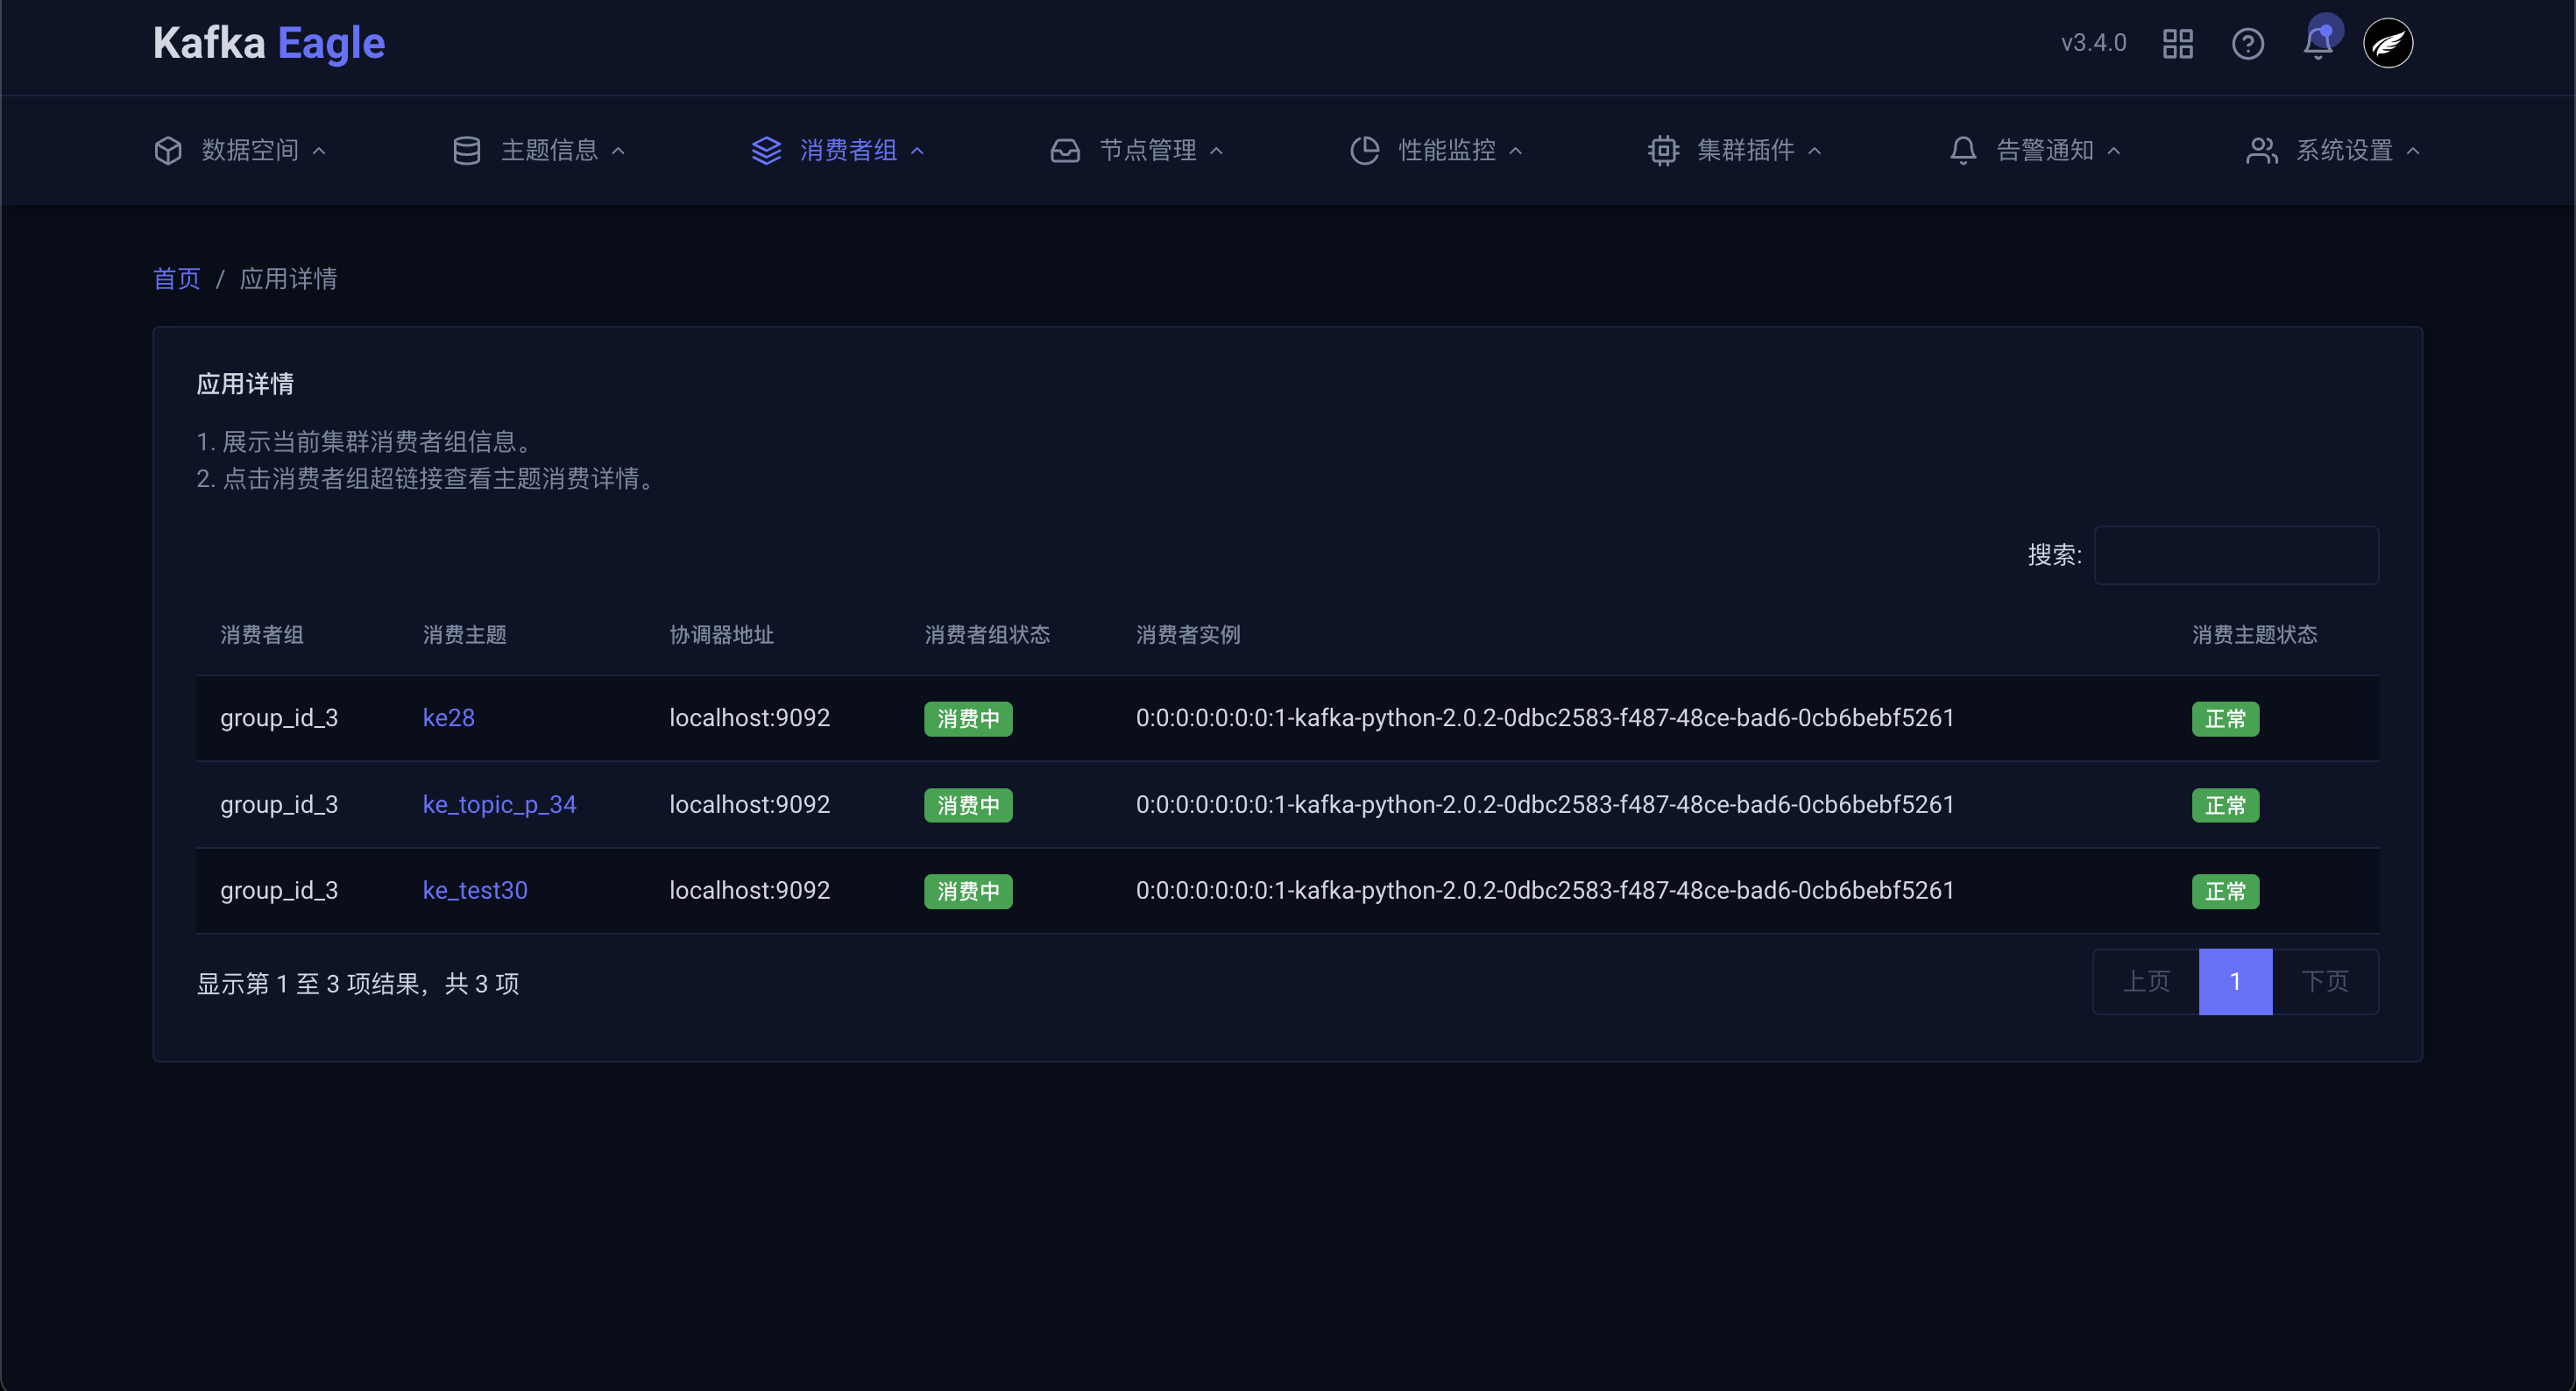 Kafka Eagle
v3.4.0
数据空间 主题信息 消费者组 节点管理 性能监控 集群插件 告警通知 系统设置
首页 / 应用详情
应用详情
1. 展示当前集群消费者组信息。
2. 点击消费者组超链接查看主题消费详情。
搜索:
消费者组 消费主题 协调器地址 消费者组状态 消费者实例 消费主题状态
group_id_3 ke28 localhost:9092 消费中 0:0:0:0:0:0:0:1-kafka-python-2.0.2-0dbc2583-f487-48ce-bad6-0cb6bebf5261 正常
group_id_3 ke_topic_p_34 localhost:9092 消费中 0:0:0:0:0:0:0:1-kafka-python-2.0.2-0dbc2583-f487-48ce-bad6-0cb6bebf5261 正常
group_id_3 ke_test30 localhost:9092 消费中 0:0:0:0:0:0:0:1-kafka-python-2.0.2-0dbc2583-f487-48ce-bad6-0cb6bebf5261 正常
显示第 1 至 3 项结果，共 3 项
上页 1 下页